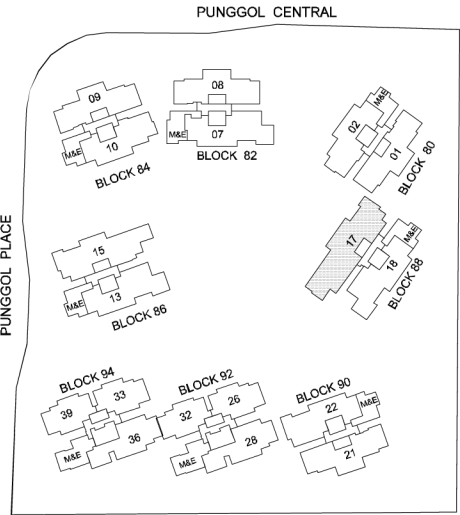 PUNGGOL CENTRAL
PUNGGOL PLACE
09
M&E
10
BLOCK 84
08
M&E
07
BLOCK 82
M&E
02
01
BLOCK 80
15
M&E
13
BLOCK 86
17
M&E
18
BLOCK 88
BLOCK 94
39
33
M&E
36
BLOCK 92
32
26
M&E
28
BLOCK 90
22
M&E
21